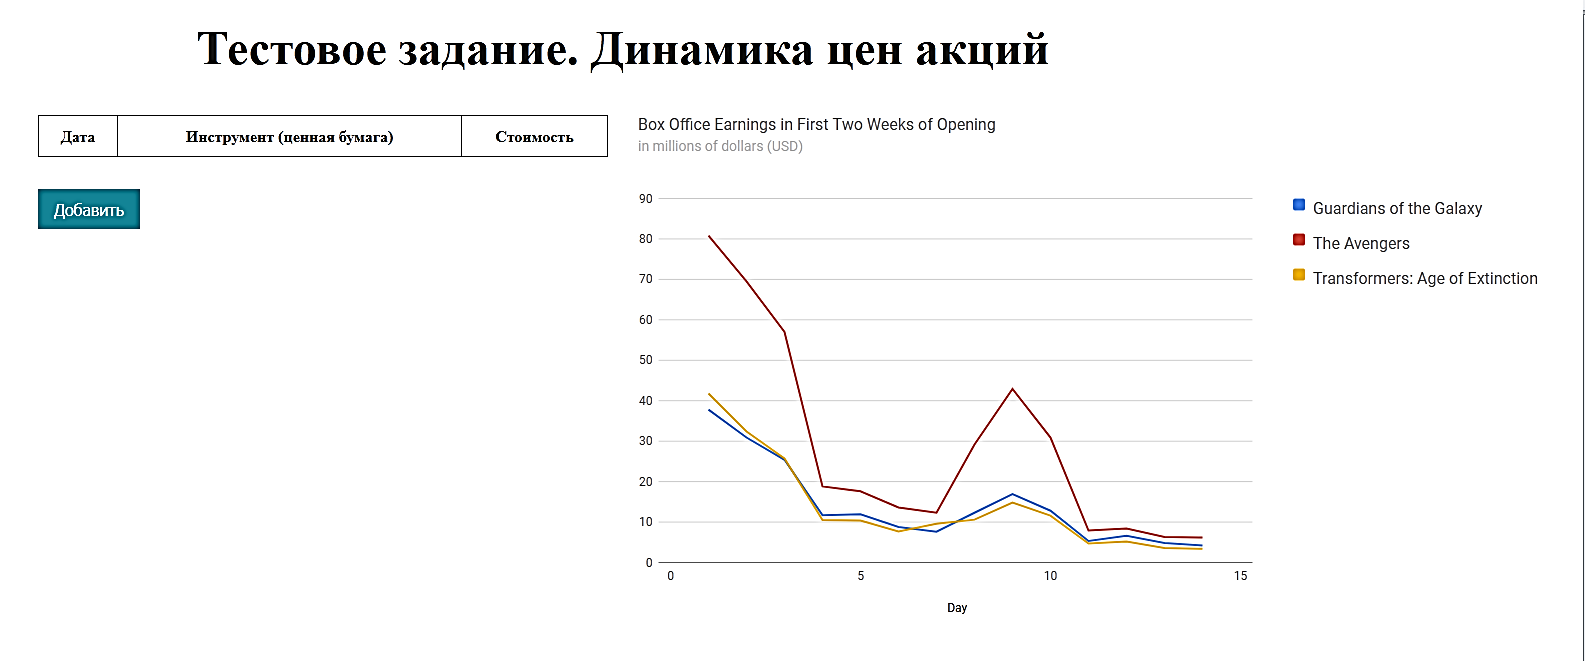 Тестовое задание. Динамика цен акций
Дата Инструмент (ценная бумага) Стоимость
Добавить
Box Office Earnings in First Two Weeks of Opening
in millions of dollars (USD)
90
80
70
60
50
40
30
20
10
0
0 5 10 15
Day
Guardians of the Galaxy
The Avengers
Transformers: Age of Extinction